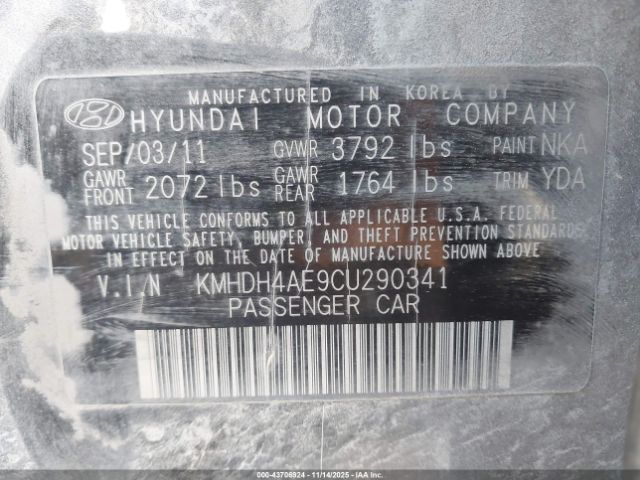 MANUFACTURED IN KOREA BY
HYUNDAI MOTOR COMPANY
SEP/03/11 GVWR 3792 lbs PAINT NKA
GAWR FRONT 2072 lbs GAWR REAR 1764 lbs TRIM YDA
THIS VEHICLE CONFORMS TO ALL APPLICABLE U.S.A. FEDERAL
MOTOR VEHICLE SAFETY, BUMPER, AND THEFT PREVENTION STANDARDS
IN EFFECT ON THE DATE OF MANUFACTURE SHOWN ABOVE.
V.I/N KMHDH4AE9CU290341
PASSENGER CAR
000-43706924 - 11/14/2025 - COPART.COM